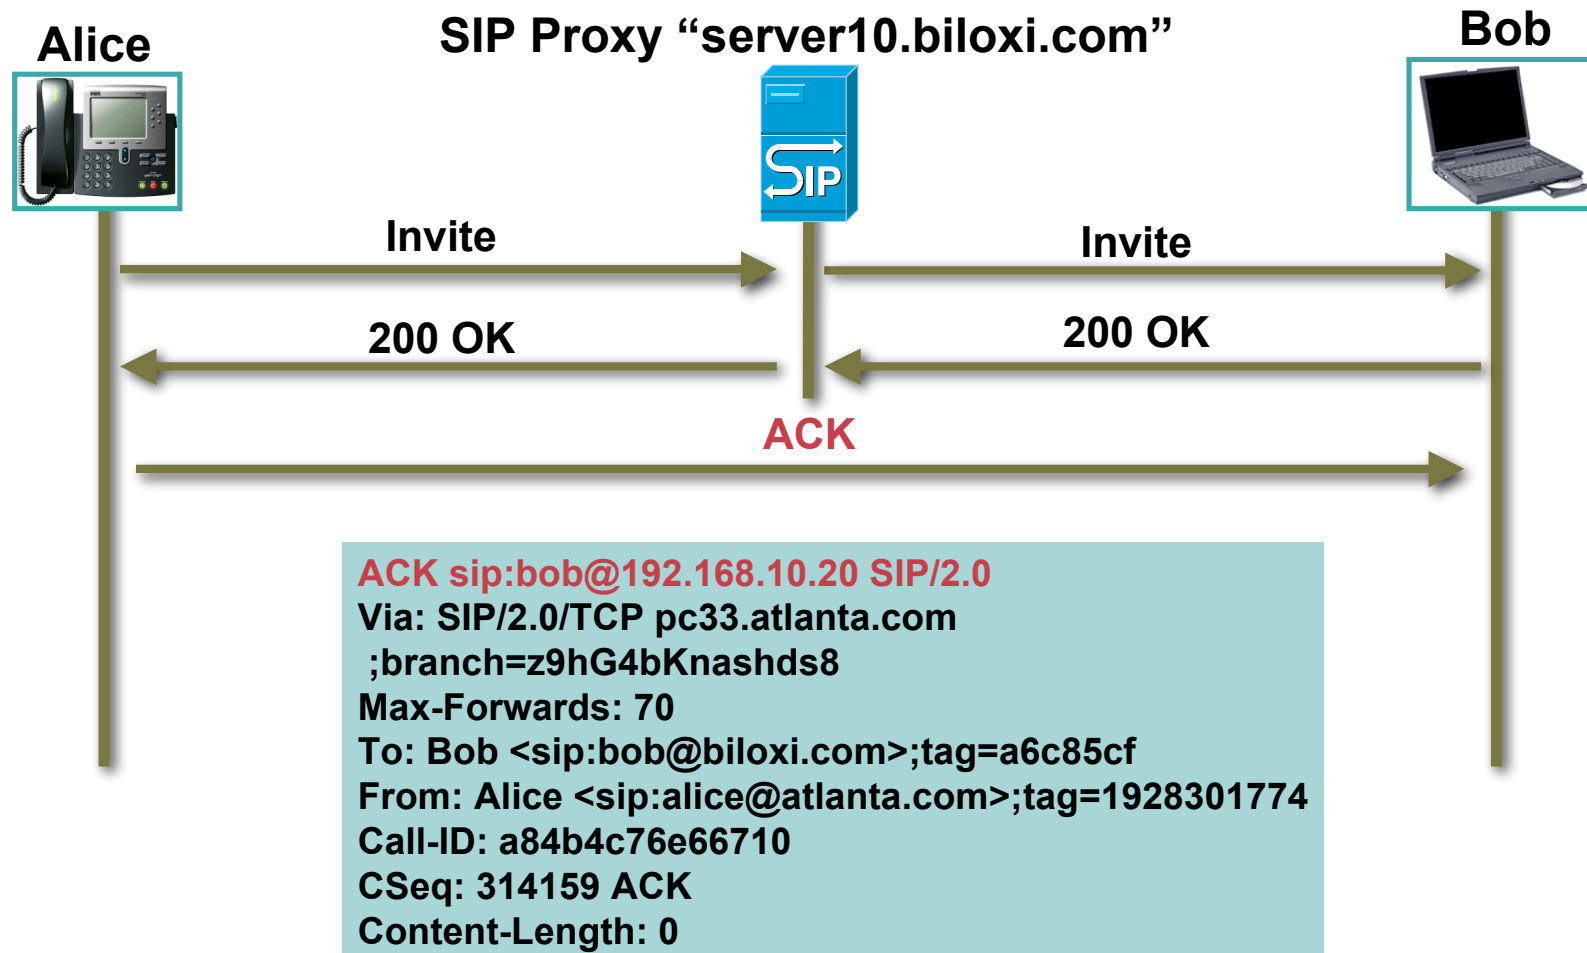 Alice
SIP Proxy “server10.biloxi.com”
Bob
SIP
Invite
Invite
200 OK
200 OK
ACK
ACK sip:bob@192.168.10.20 SIP/2.0
Via: SIP/2.0/TCP pc33.atlanta.com
;branch=z9hG4bKnashds8
Max-Forwards: 70
To: Bob <sip:bob@biloxi.com>;tag=a6c85cf
From: Alice <sip:alice@atlanta.com>;tag=1928301774
Call-ID: a84b4c76e66710
CSeq: 314159 ACK
Content-Length: 0